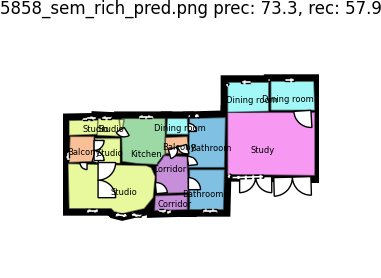 5858_sem_rich_pred.png prec: 73.3, rec: 57.9
Dining room
Dining room
Studio
Studio
Dining room
Balcony
Studio
Kitchen
Balcony
Bathroom
Study
Corridor
Studio
Bathroom
Corridor